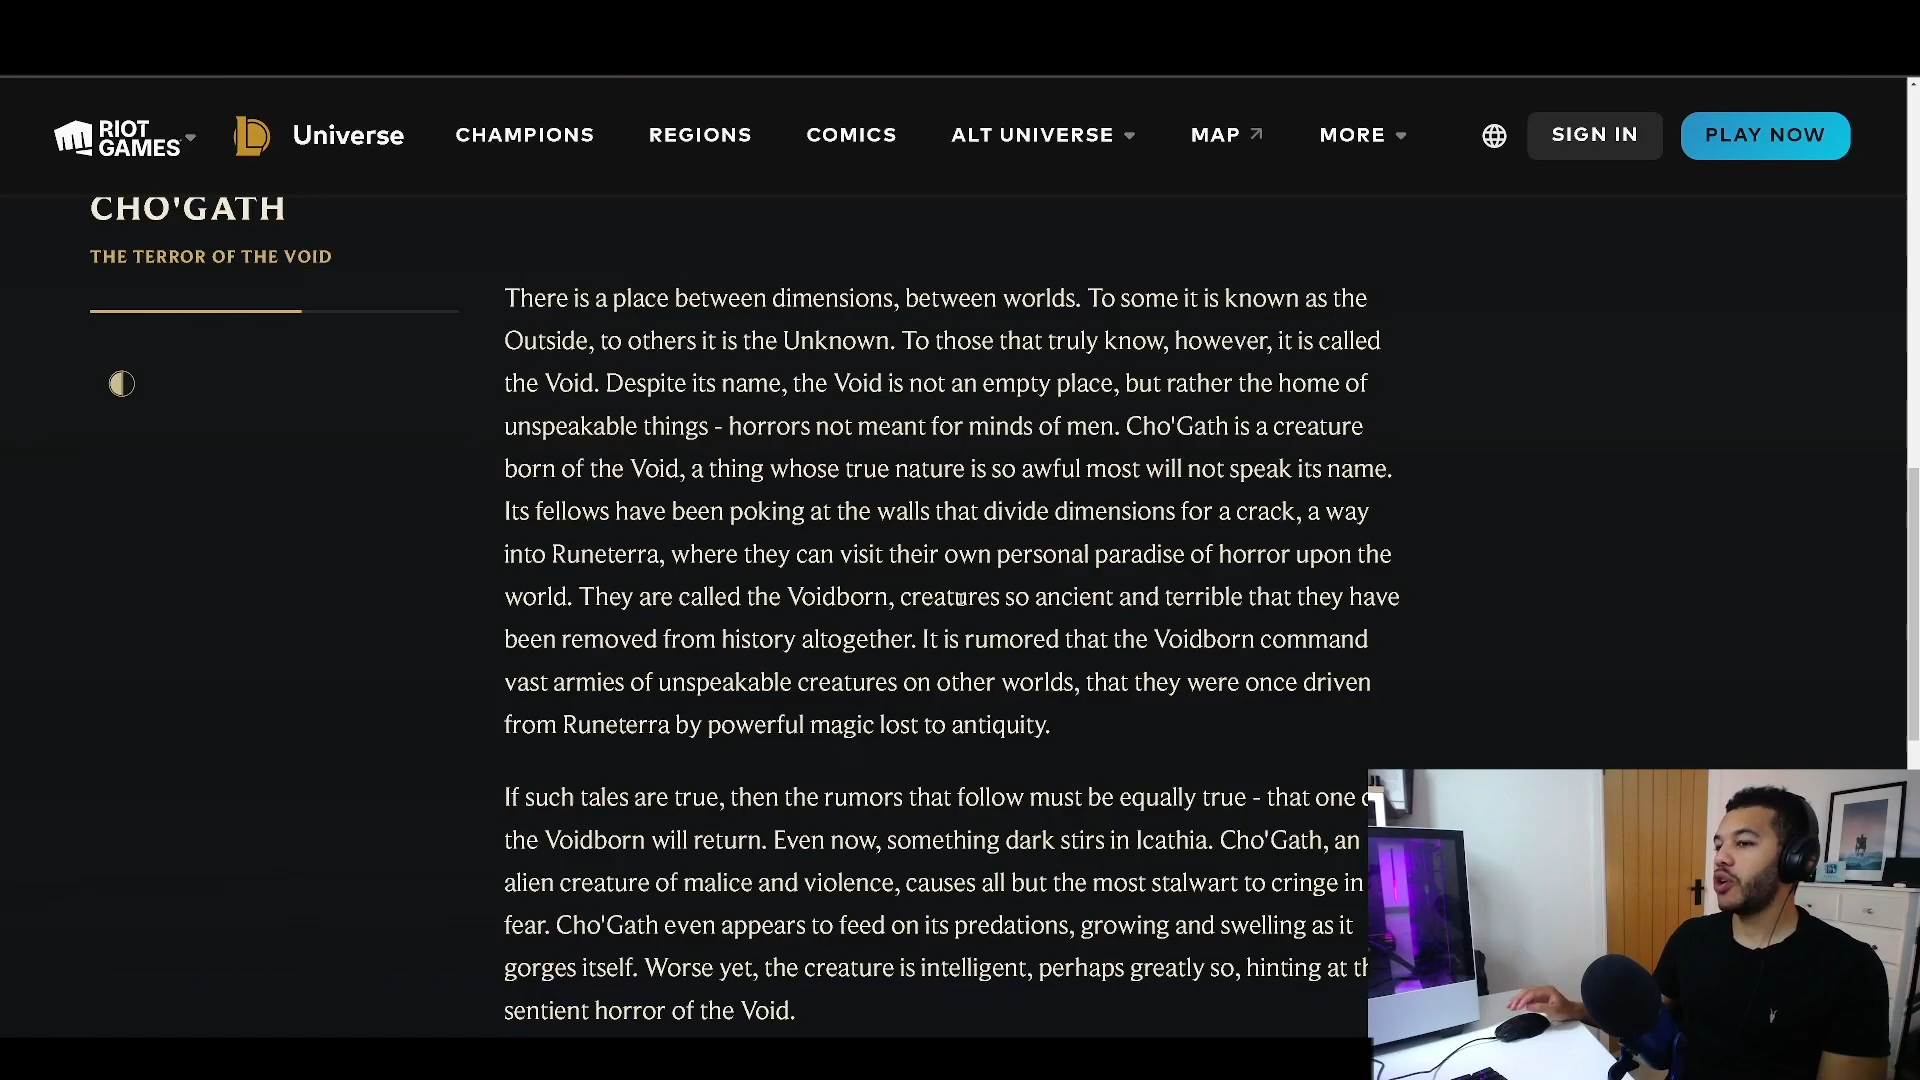 RIOT GAMES
Universe
CHAMPIONS
REGIONS
COMICS
ALT UNIVERSE
MAP
MORE
SIGN IN
PLAY NOW
CHO'GATH
THE TERROR OF THE VOID
There is a place between dimensions, between worlds. To some it is known as the
Outside, to others it is the Unknown. To those that truly know, however, it is called
the Void. Despite its name, the Void is not an empty place, but rather the home of
unspeakable things - horrors not meant for minds of men. Cho'Gath is a creature
born of the Void, a thing whose true nature is so awful most will not speak its name.
Its fellows have been poking at the walls that divide dimensions for a crack, a way
into Runeterra, where they can visit their own personal paradise of horror upon the
world. They are called the Voidborn, creatures so ancient and terrible that they have
been removed from history altogether. It is rumored that the Voidborn command
vast armies of unspeakable creatures on other worlds, that they were once driven
from Runeterra by powerful magic lost to antiquity.
If such tales are true, then the rumors that follow must be equally true - that one
the Voidborn will return. Even now, something dark stirs in Icathia. Cho'Gath, an
alien creature of malice and violence, causes all but the most stalwart to cringe in
fear. Cho'Gath even appears to feed on its predations, growing and swelling as it
gorges itself. Worse yet, the creature is intelligent, perhaps greatly so, hinting at
sentient horror of the Void.